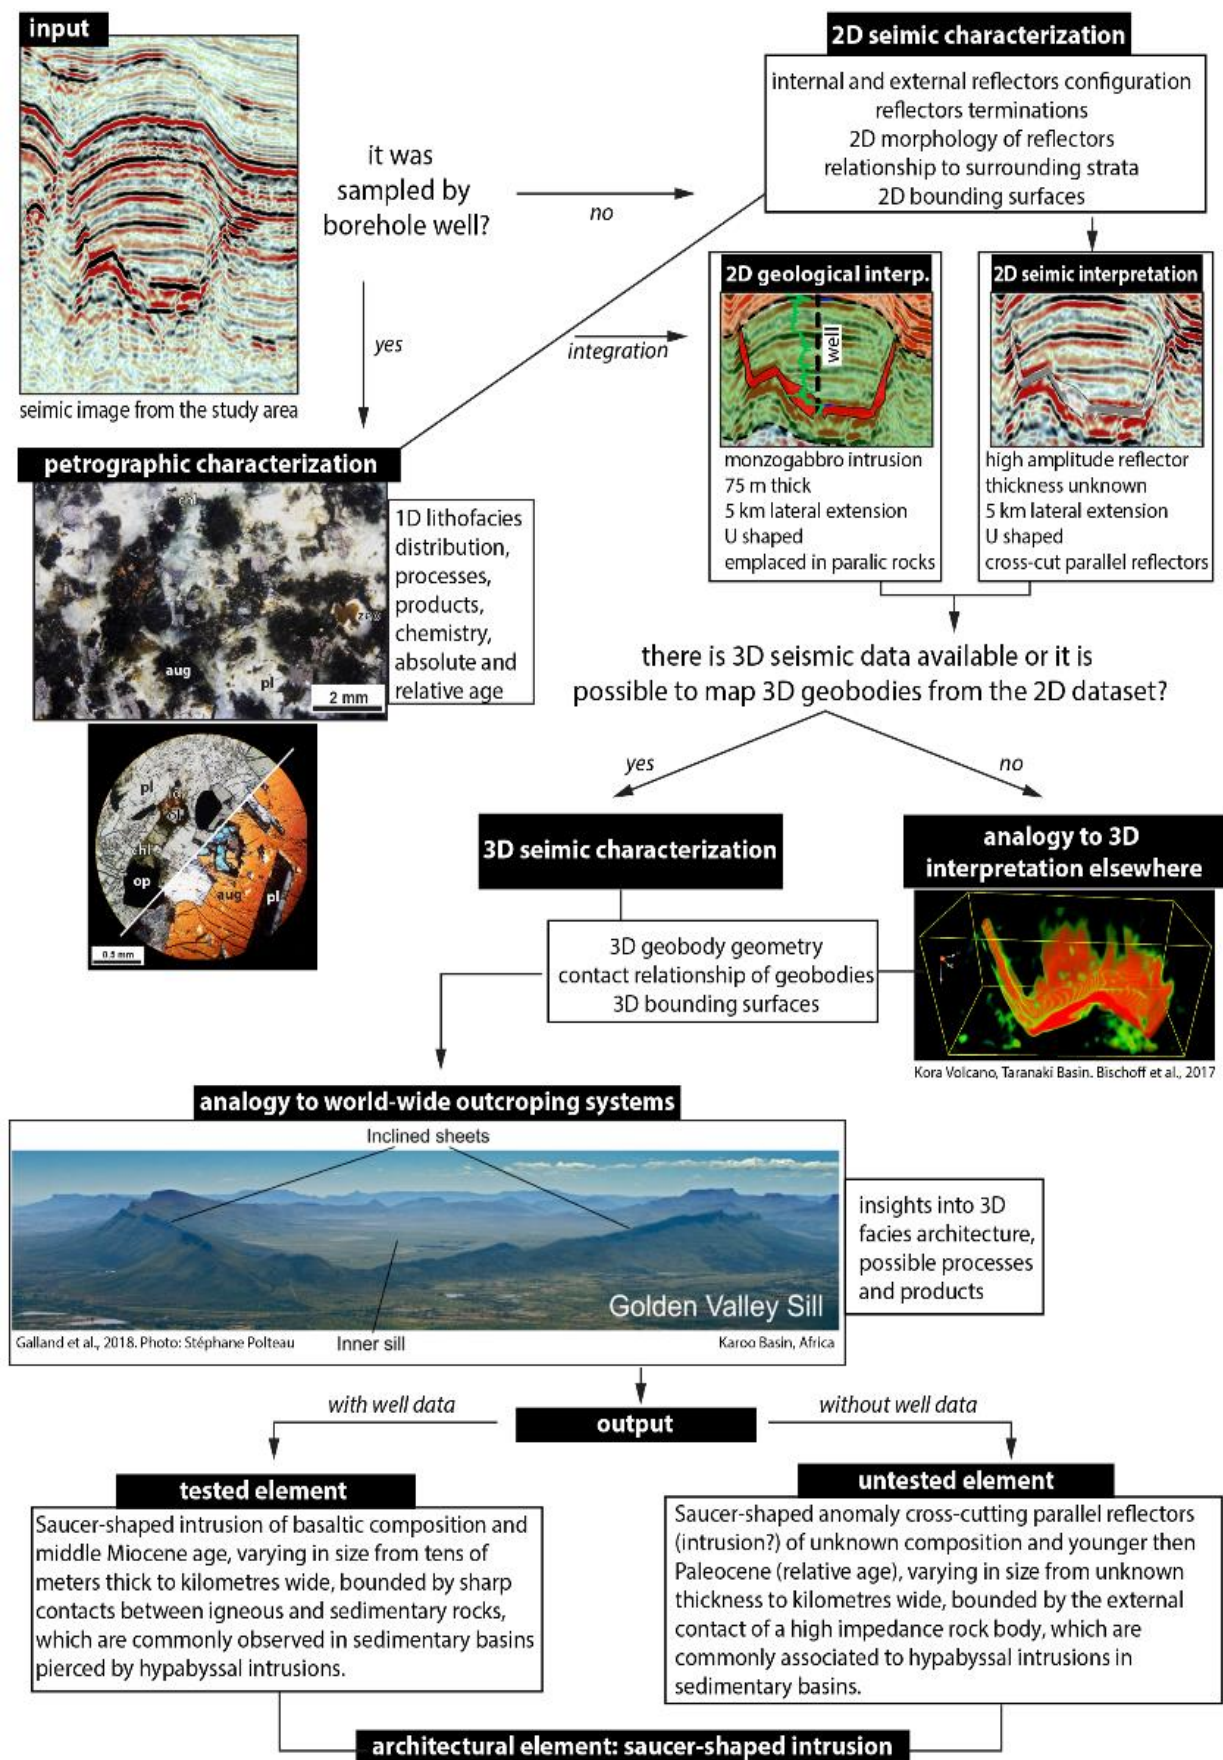 input
seimic image from the study area
it was
sampled by
borehole well?
no
yes
2D seimic characterization
internal and external reflectors configuration
reflectors terminations
2D morphology of reflectors
relationship to surrounding strata
2D bounding surfaces
integration
2D geological interp.
well
monzogabbro intrusion
75 m thick
5 km lateral extension
U shaped
emplaced in paralic rocks
2D seismic interpretation
high amplitude reflector
thickness unknown
5 km lateral extension
U shaped
cross-cut parallel reflectors
petrographic characterization
chl
aug
pl
2 mm
1D lithofacies
distribution,
processes,
products,
chemistry,
absolute and
relative age
pl
ol
chl
op
aug
pl
0.5 mm
there is 3D seismic data available or it is
possible to map 3D geobodies from the 2D dataset?
yes
no
3D seimic characterization
3D geobody geometry
contact relationship of geobodies
3D bounding surfaces
analogy to 3D
interpretation elsewhere
Kora Volcano, Taranaki Basin. Bischoff et al., 2017
analogy to world-wide outcroping systems
Inclined sheets
Golden Valley Sill
Galland et al., 2018. Photo: Stéphane Polteau
Inner sill
Karoo Basin, Africa
insights into 3D
facies architecture,
possible processes
and products
with well data
output
without well data
tested element
Saucer-shaped intrusion of basaltic composition and
middle Miocene age, varying in size from tens of
meters thick to kilometres wide, bounded by sharp
contacts between igneous and sedimentary rocks,
which are commonly observed in sedimentary basins
pierced by hypabyssal intrusions.
untested element
Saucer-shaped anomaly cross-cutting parallel reflectors
(intrusion?) of unknown composition and younger then
Paleocene (relative age), varying in size from unknown
thickness to kilometres wide, bounded by the external
contact of a high impedance rock body, which are
commonly associated to hypabyssal intrusions in
sedimentary basins.
architectural element: saucer-shaped intrusion